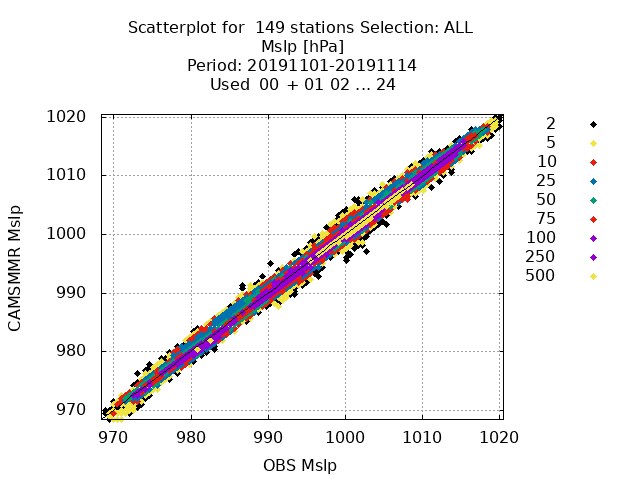 Scatterplot for 149 stations Selection: ALL
Mslp [hPa]
Period: 20191101-20191114
Used 00 + 01 02 ... 24
1020
1010
1000
990
980
970
CAMSMMR Mslp
970 980 990 1000 1010 1020
OBS Mslp
2
5
10
25
50
75
100
250
500